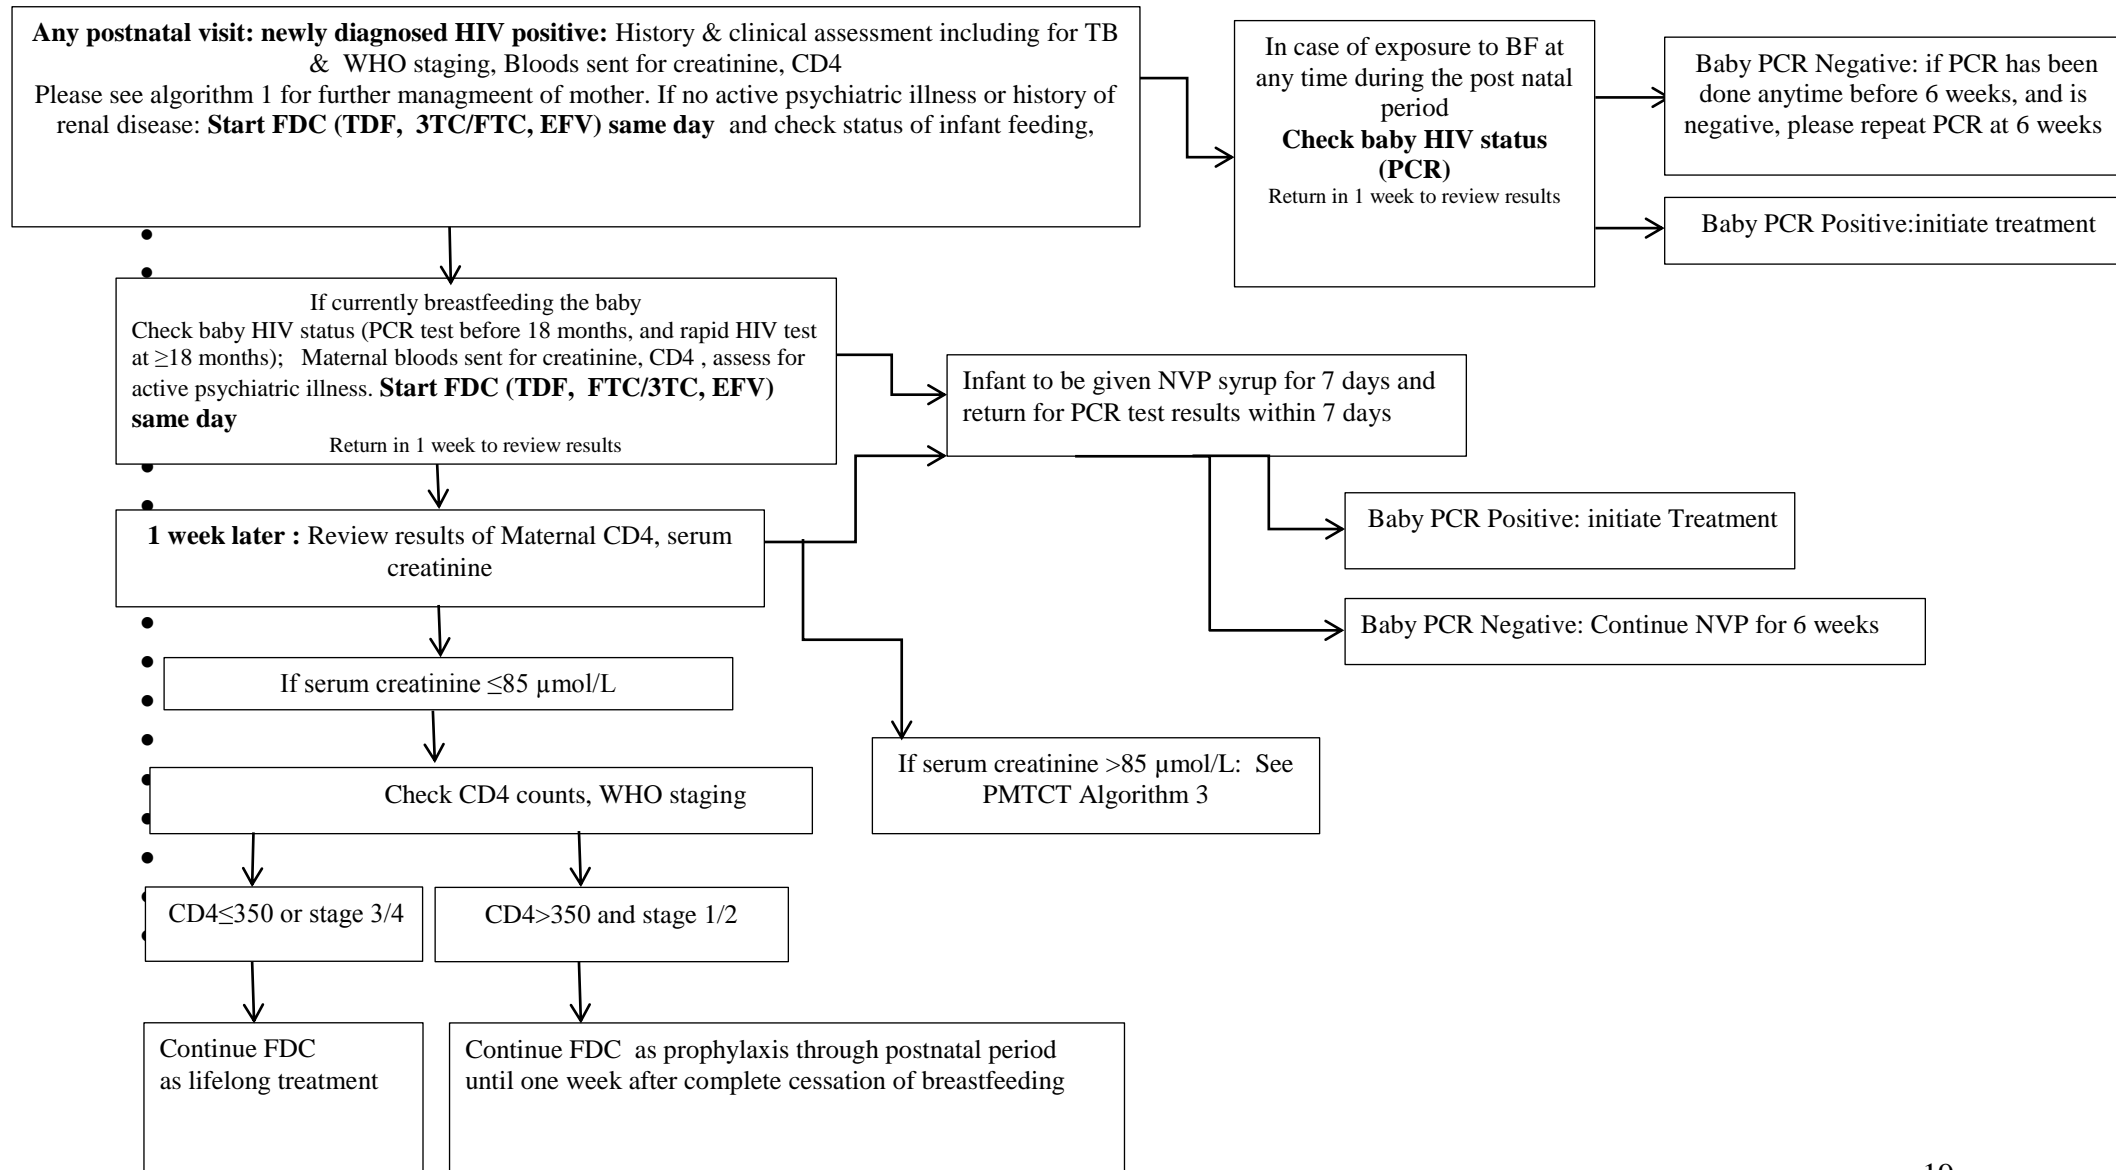 Any postnatal visit: newly diagnosed HIV positive: History & clinical assessment including for TB
& WHO staging, Bloods sent for creatinine, CD4
Please see algorithm 1 for further managmeent of mother. If no active psychiatric illness or history of
renal disease: Start FDC (TDF, 3TC/FTC, EFV) same day and check status of infant feeding,
In case of exposure to BF at
any time during the post natal
period
Check baby HIV status
(PCR)
Return in 1 week to review results
Baby PCR Negative: if PCR has been
done anytime before 6 weeks, and is
negative, please repeat PCR at 6 weeks
Baby PCR Positive:initiate treatment
If currently breastfeeding the baby
Check baby HIV status (PCR test before 18 months, and rapid HIV test
at ≥18 months); Maternal bloods sent for creatinine, CD4 , assess for
active psychiatric illness. Start FDC (TDF, FTC/3TC, EFV)
same day
Return in 1 week to review results
Infant to be given NVP syrup for 7 days and
return for PCR test results within 7 days
1 week later : Review results of Maternal CD4, serum
creatinine
Baby PCR Positive: initiate Treatment
Baby PCR Negative: Continue NVP for 6 weeks
If serum creatinine ≤85 µmol/L
If serum creatinine >85 µmol/L: See
PMTCT Algorithm 3
Check CD4 counts, WHO staging
CD4≤350 or stage 3/4
CD4>350 and stage 1/2
Continue FDC
as lifelong treatment
Continue FDC as prophylaxis through postnatal period
until one week after complete cessation of breastfeeding